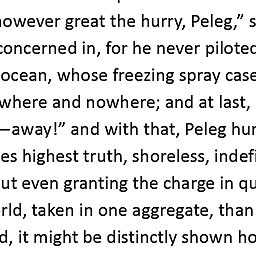 however great the hurry, Peleg,” s
concerned in, for he never piloted
ocean, whose freezing spray case
where and nowhere; and at last,
—away!” and with that, Peleg hur
es highest truth, shoreless, indefi
ut even granting the charge in qu
rld, taken in one aggregate, than
d, it might be distinctly shown ho